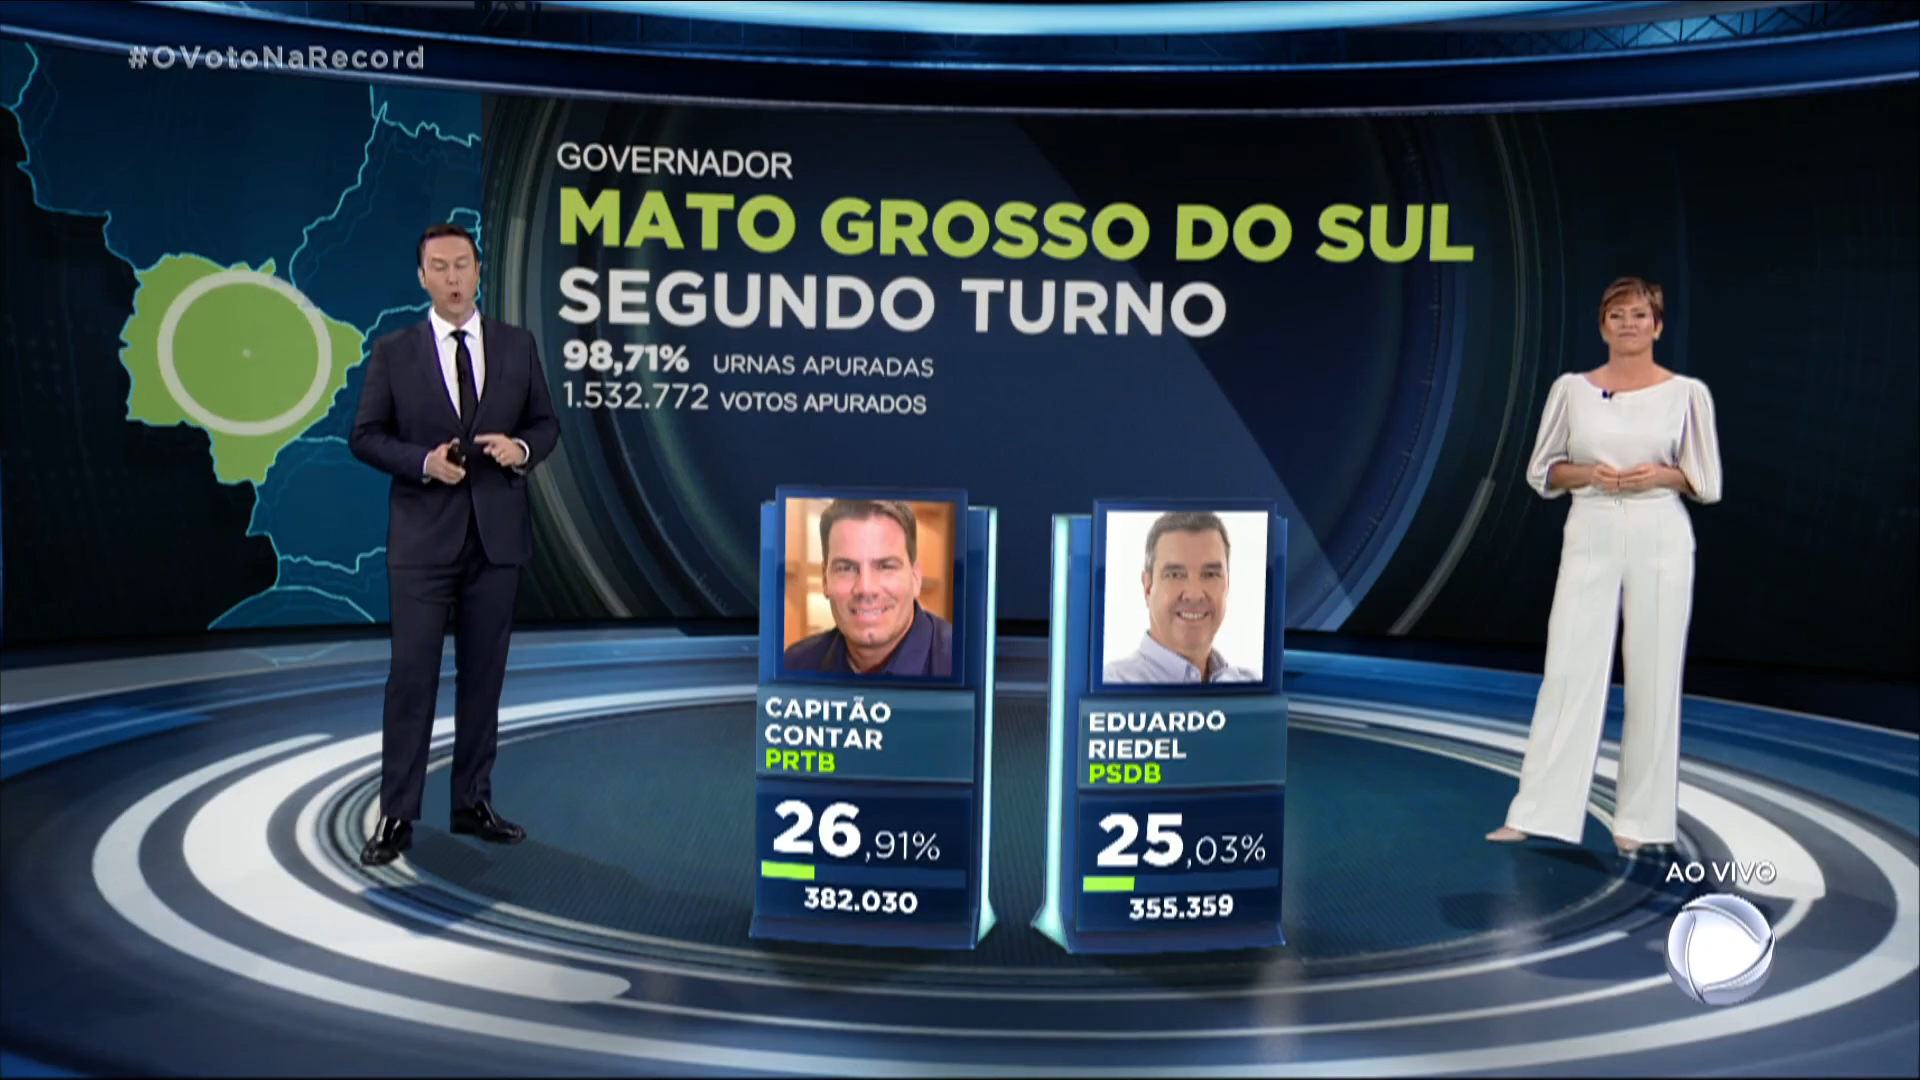 #OVotoNaRecord
GOVERNADOR
MATO GROSSO DO SUL
SEGUNDO TURNO
98,71% URNAS APURADAS
1.532.772 VOTOS APURADOS
CAPITÃO
CONTAR
PRTB
26,91%
382.030
EDUARDO
RIEDEL
PSDB
25,03%
355.359
AO VIVO